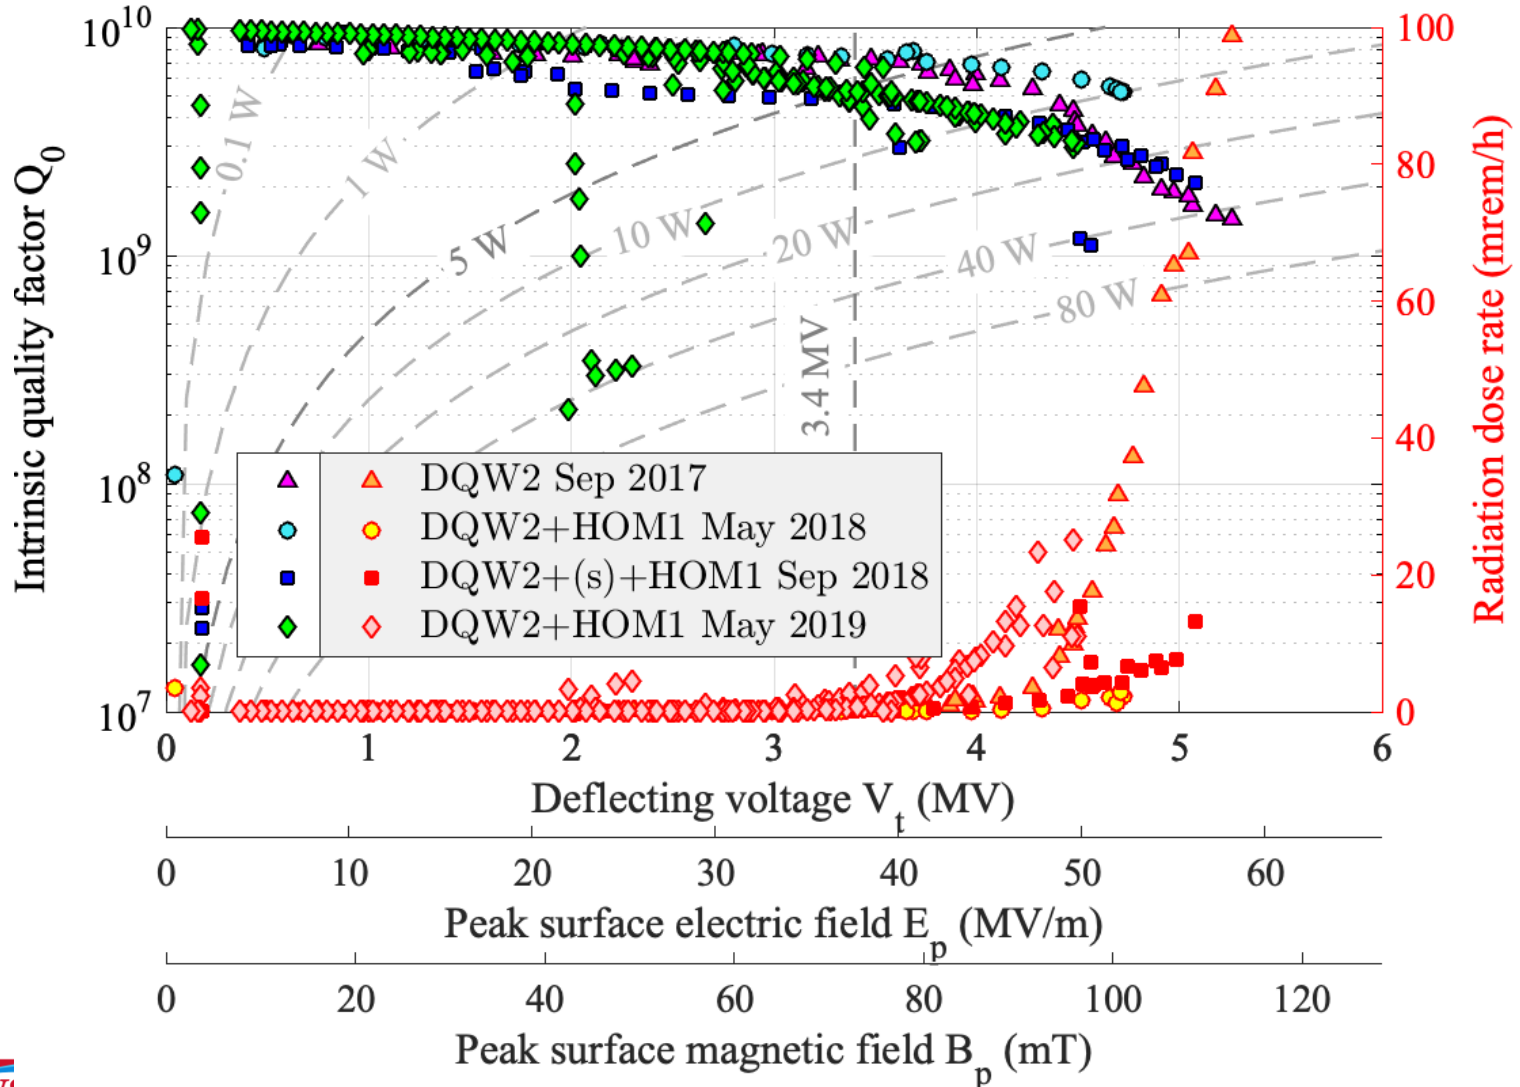 10^10
10^9
10^8
10^7
Intrinsic quality factor Q_0
100
80
60
40
20
0
Radiation dose rate (mrem/h)
0.1 W
1 W
5 W
10 W
20 W
40 W
80 W
3.4 MV
DQW2 Sep 2017
DQW2+HOM1 May 2018
DQW2+(s)+HOM1 Sep 2018
DQW2+HOM1 May 2019
0 1 2 3 4 5 6
Deflecting voltage V_t (MV)
0 10 20 30 40 50 60
Peak surface electric field E_p (MV/m)
0 20 40 60 80 100 120
Peak surface magnetic field B_p (mT)